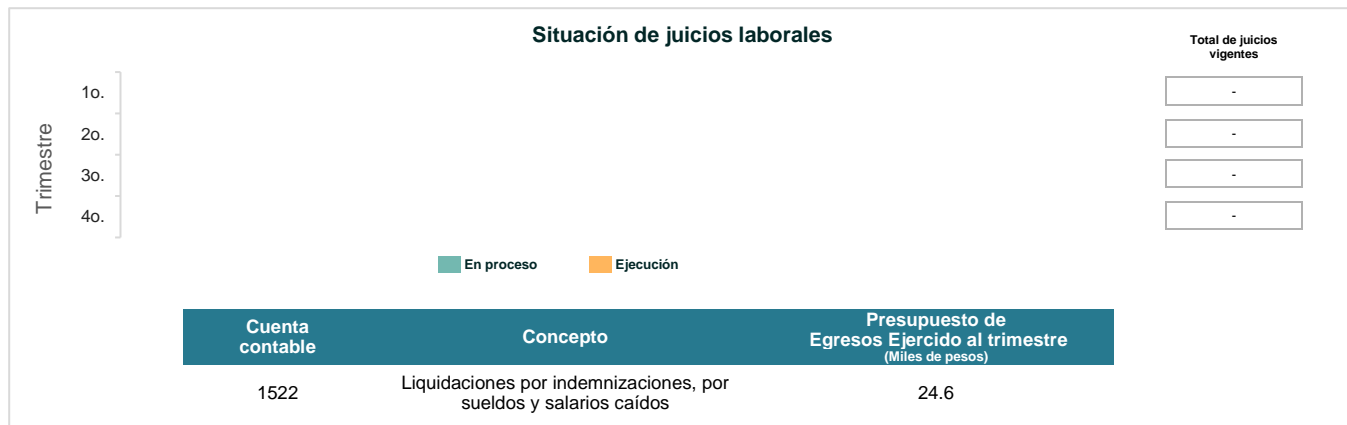 Situación de juicios laborales
Total de juicios
vigentes
Trimestre
1o.
-
2o.
-
3o.
-
4o.
-
En proceso
Ejecución
Cuenta
contable
Concepto
Presupuesto de
Egresos Ejercido al trimestre
(Miles de pesos)
1522
Liquidaciones por indemnizaciones, por
sueldos y salarios caídos
24.6